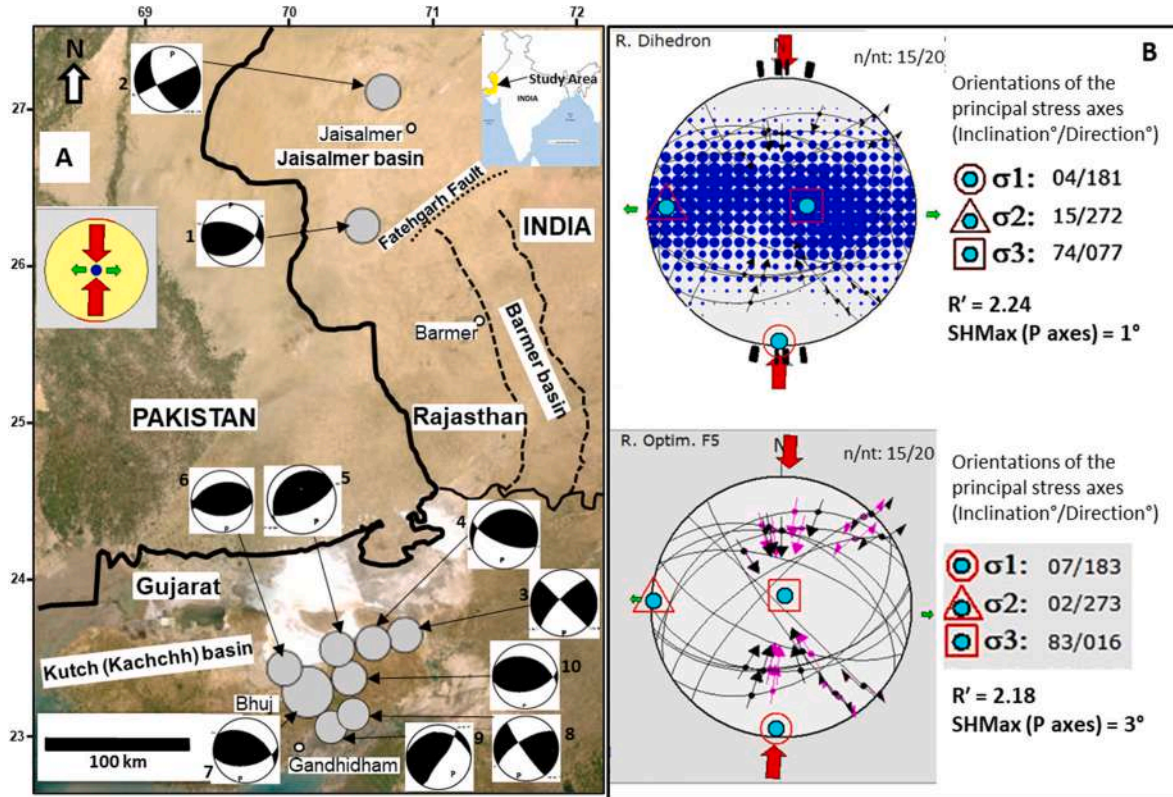 69
70
71
72
N
2
P
Study Area
INDIA
27
Jaisalmer
Jaisalmer basin
A
Fatehgarh Fault
INDIA
1
P
26
Barmer
Barmer basin
25
PAKISTAN
Rajasthan
6
5
4
P
P
P
24
Gujarat
3
P
Kutch (Kachchh) basin
10
P
Bhuj
23
100 km
Gandhidham
7
P
9
P
8
P
B
R. Dihedron
N
n/nt: 15/20
Orientations of the
principal stress axes
(Inclination°/Direction°)
σ1: 04/181
σ2: 15/272
σ3: 74/077
R' = 2.24
SHMax (P axes) = 1°
R. Optim. F5
N
n/nt: 15/20
Orientations of the
principal stress axes
(Inclination°/Direction°)
σ1: 07/183
σ2: 02/273
σ3: 83/016
R' = 2.18
SHMax (P axes) = 3°